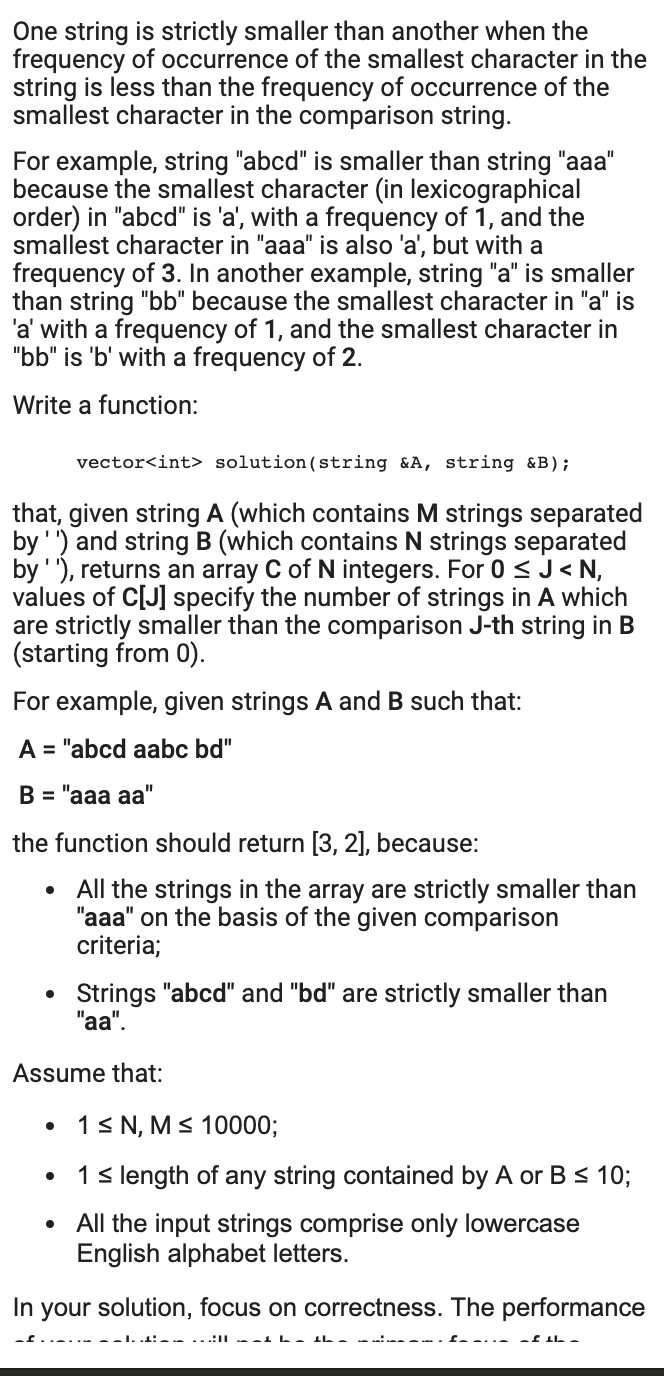 One string is strictly smaller than another when the
frequency of occurrence of the smallest character in the
string is less than the frequency of occurrence of the
smallest character in the comparison string.
For example, string "abcd" is smaller than string "aaa"
because the smallest character (in lexicographical
order) in "abcd" is 'a', with a frequency of 1, and the
smallest character in "aaa" is also 'a', but with a
frequency of 3. In another example, string "a" is smaller
than string "bb" because the smallest character in "a" is
'a' with a frequency of 1, and the smallest character in
"bb" is 'b' with a frequency of 2.
Write a function:
vector<int> solution(string &A, string &B);
that, given string A (which contains M strings separated
by ' ') and string B (which contains N strings separated
by ' '), returns an array C of N integers. For 0 ≤ J < N,
values of C[J] specify the number of strings in A which
are strictly smaller than the comparison J-th string in B
(starting from 0).
For example, given strings A and B such that:
A = "abcd aabc bd"
B = "aaa aa"
the function should return [3, 2], because:
• All the strings in the array are strictly smaller than
"aaa" on the basis of the given comparison
criteria;
• Strings "abcd" and "bd" are strictly smaller than
"aa".
Assume that:
• 1 ≤ N, M ≤ 10000;
• 1 ≤ length of any string contained by A or B ≤ 10;
• All the input strings comprise only lowercase
English alphabet letters.
In your solution, focus on correctness. The performance
of your solution will not be the primary focus of the